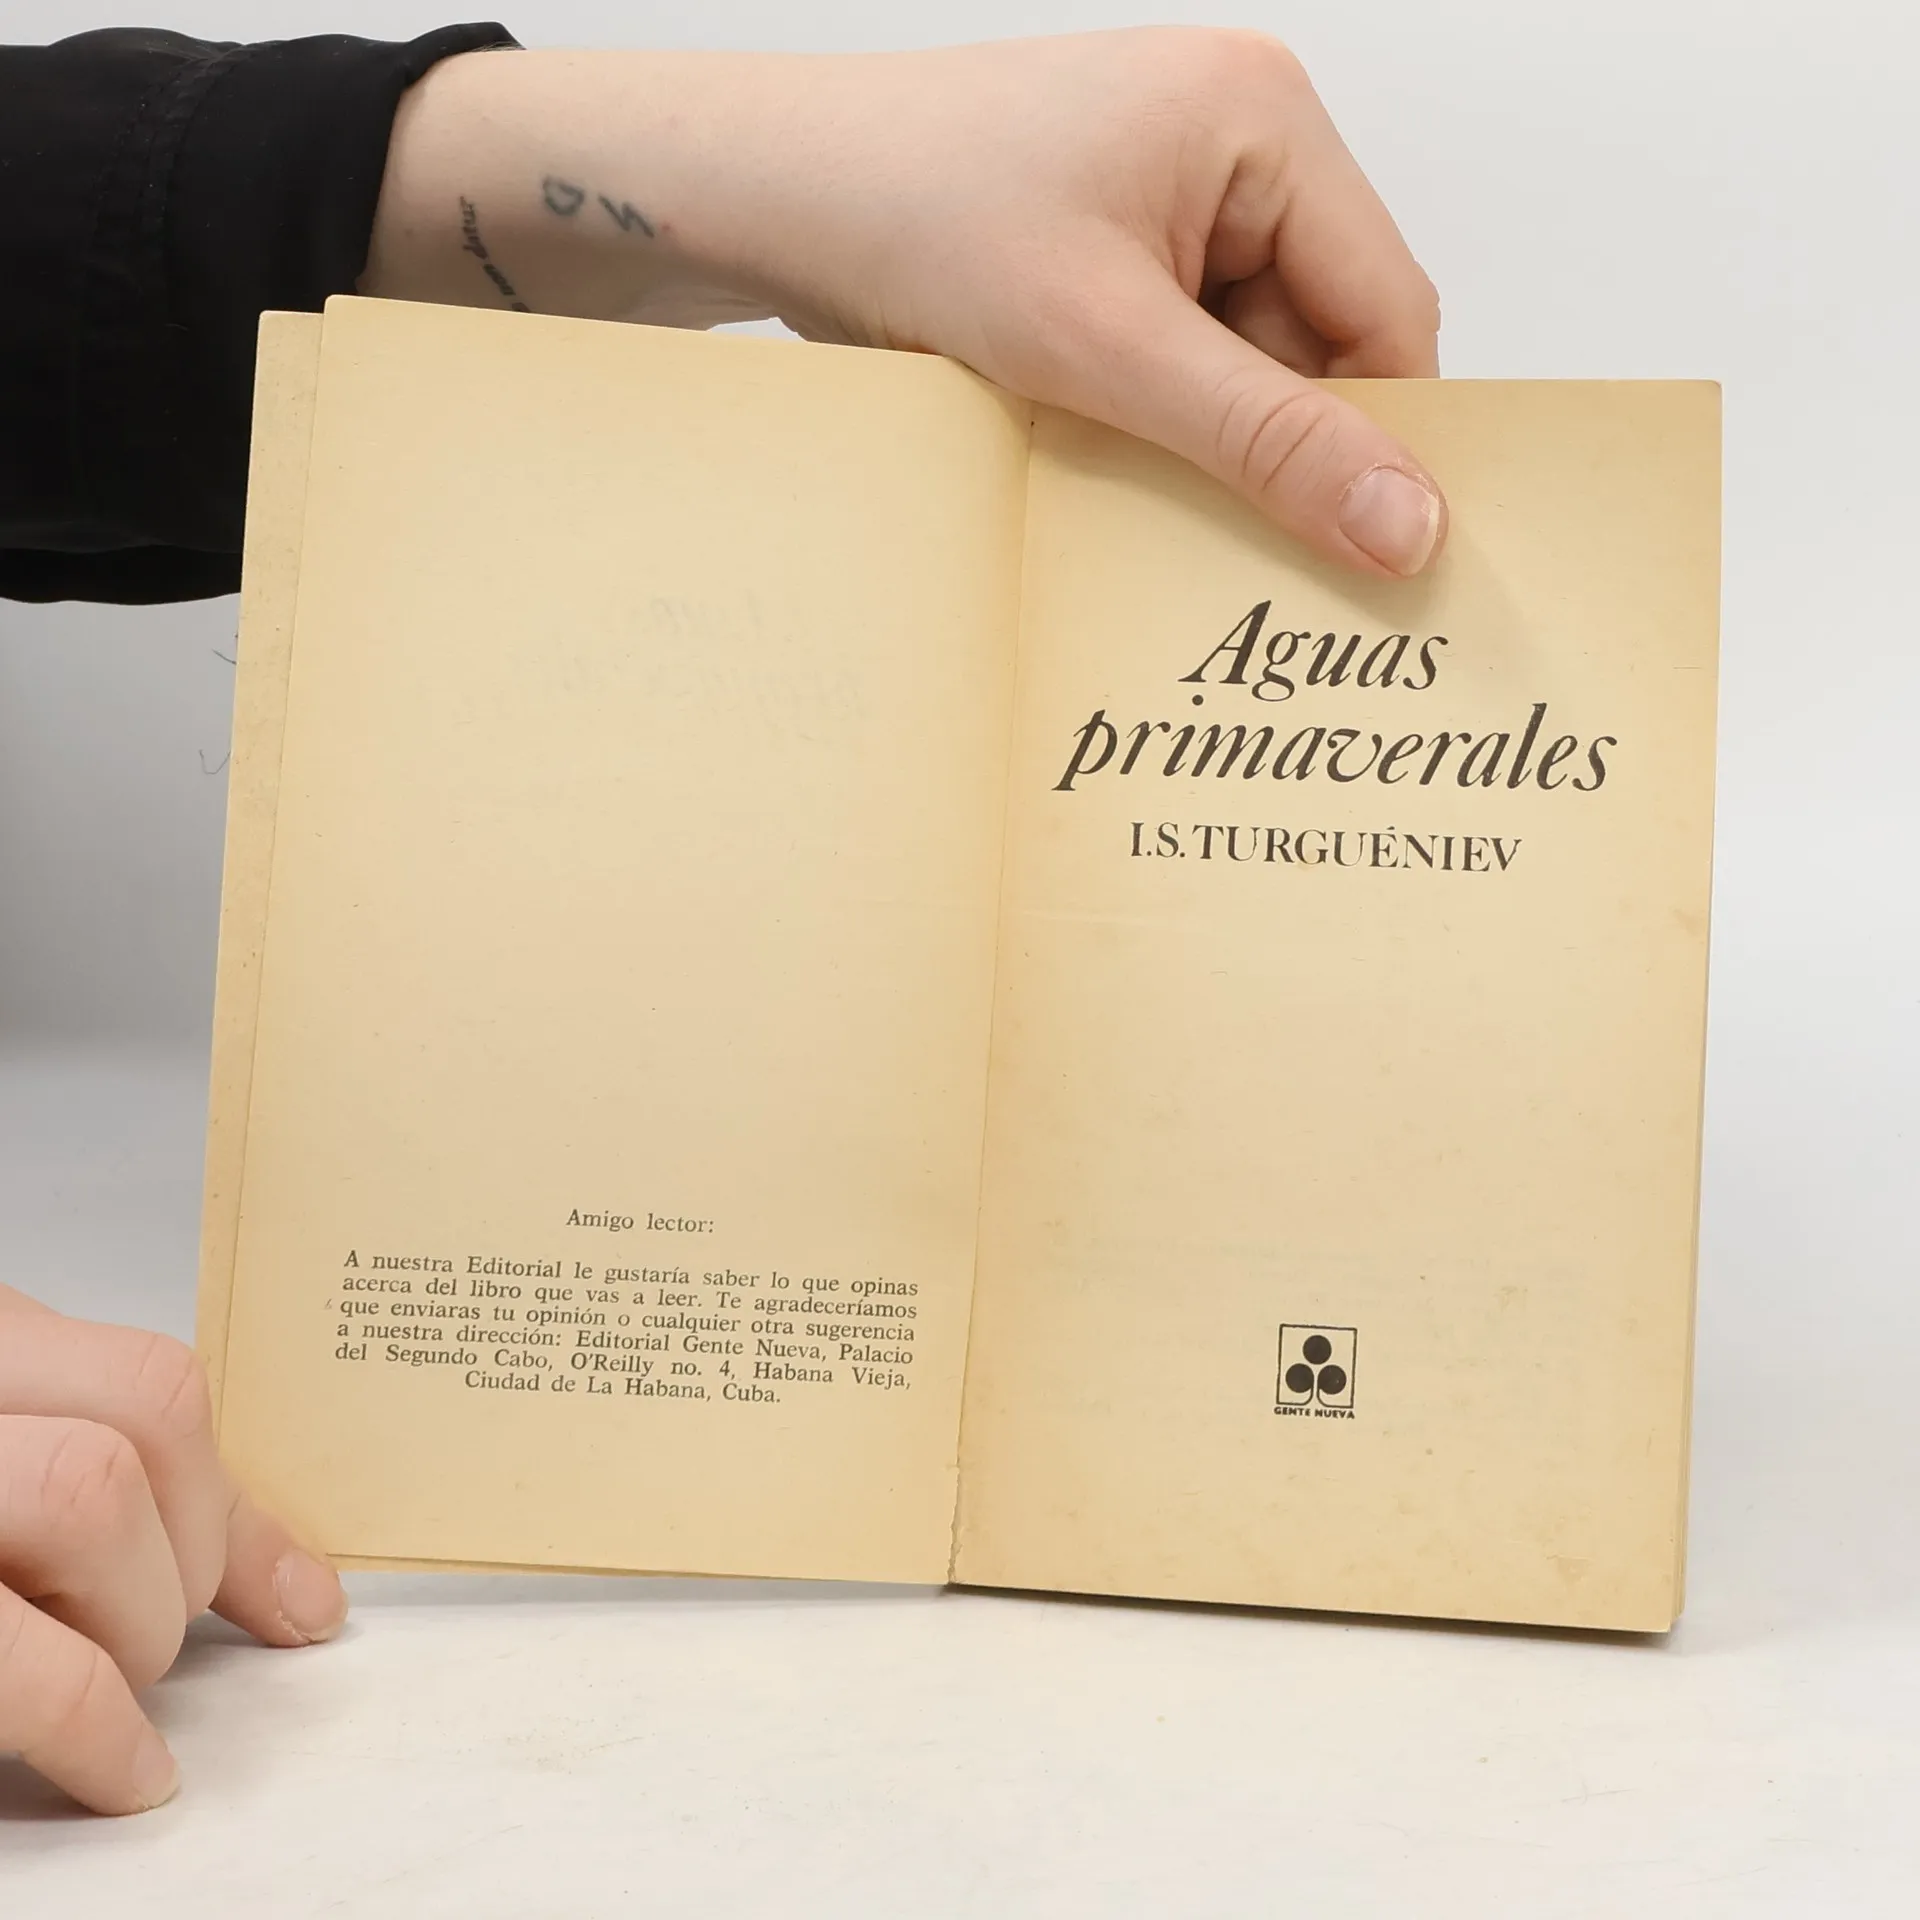 non datur
Amigo lector:
A nuestra Editorial le gustaría saber lo que opinas
acerca del libro que vas a leer. Te agradeceríamos
que enviaras tu opinión o cualquier otra sugerencia
a nuestra dirección: Editorial Gente Nueva, Palacio
del Segundo Cabo, O'Reilly no. 4, Habana Vieja,
Ciudad de La Habana, Cuba.
Aguas
primaverales
I.S. TURGUÉNIEV
GENTE NUEVA